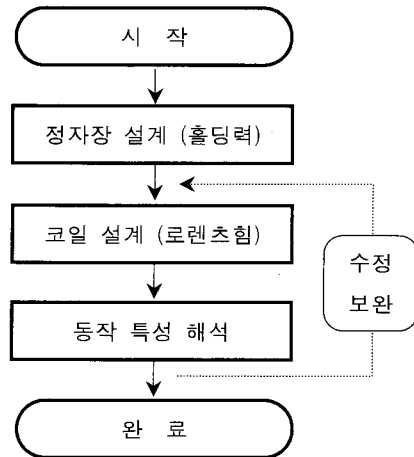 시 작
정자장 설계 (홀딩력)
코일 설계 (로렌츠힘)
수정
보완
동작 특성 해석
완 료